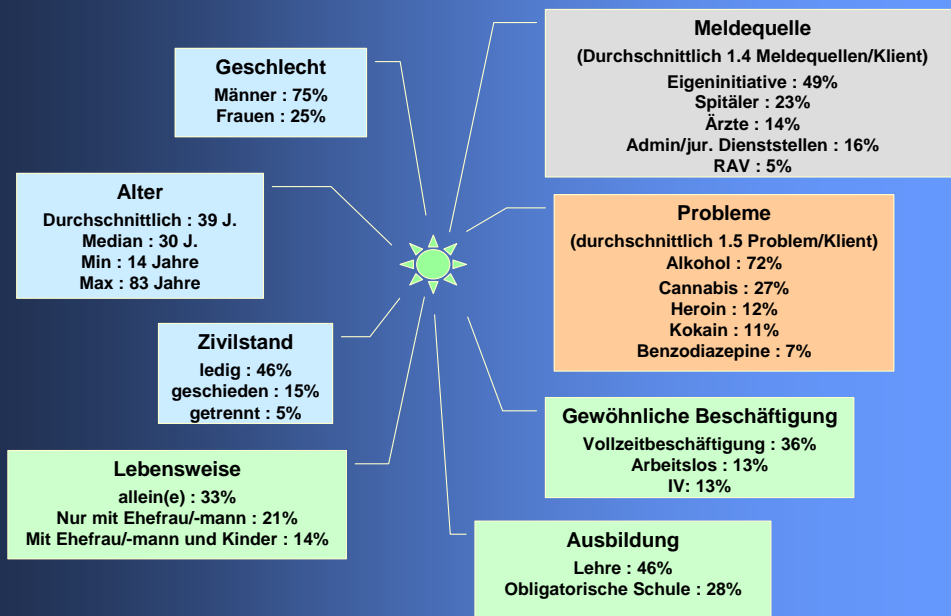 Geschlecht
Männer : 75%
Frauen : 25%
Meldequelle
(Durchschnittlich 1.4 Meldequellen/Klient)
Eigeninitiative : 49%
Spitäler : 23%
Ärzte : 14%
Admin/jur. Dienststellen : 16%
RAV : 5%
Alter
Durchschnittlich : 39 J.
Median : 30 J.
Min : 14 Jahre
Max : 83 Jahre
Probleme
(durchschnittlich 1.5 Problem/Klient)
Alkohol : 72%
Cannabis : 27%
Heroin : 12%
Kokain : 11%
Benzodiazepine : 7%
Zivilstand
ledig : 46%
geschieden : 15%
getrennt : 5%
Gewöhnliche Beschäftigung
Vollzeitbeschäftigung : 36%
Arbeitslos : 13%
IV: 13%
Lebensweise
allein(e) : 33%
Nur mit Ehefrau/-mann : 21%
Mit Ehefrau/-mann und Kinder : 14%
Ausbildung
Lehre : 46%
Obligatorische Schule : 28%